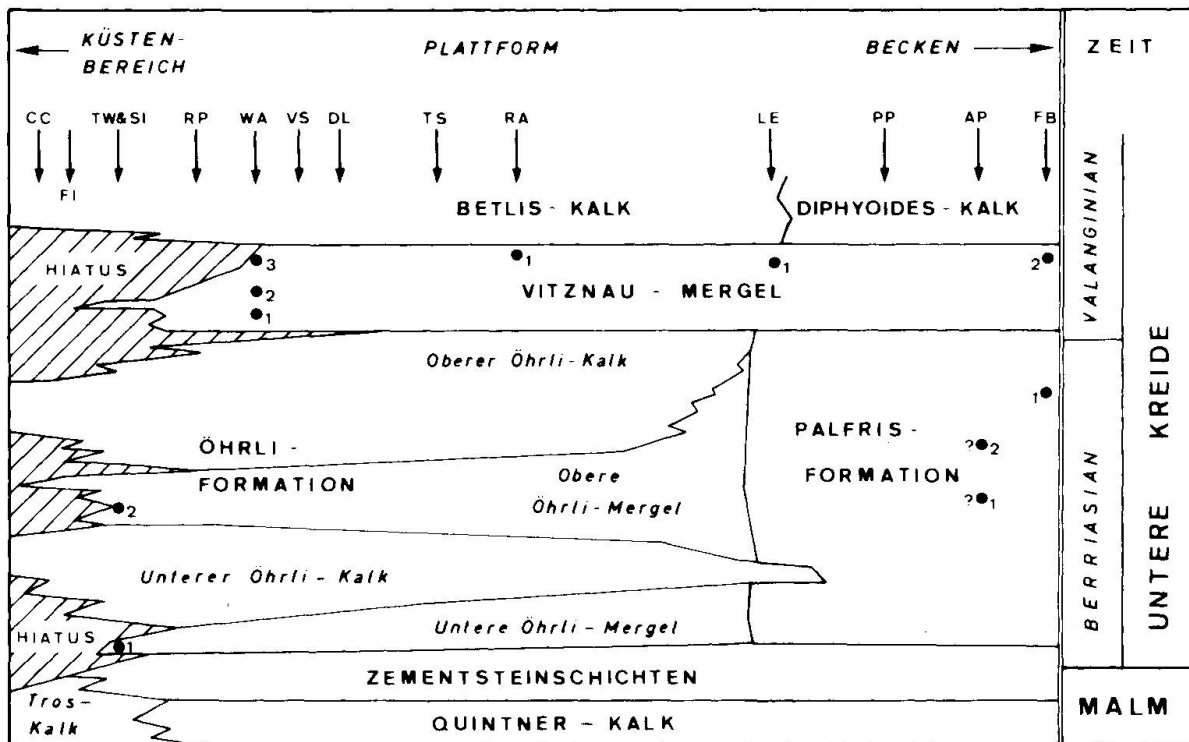 KÜSTEN-
BEREICH
PLATTFORM
BECKEN
ZEIT
CC
FI
TW&SI
RP
WA
VS
DL
TS
RA
LE
PP
AP
FB
BETLIS - KALK
DIPHYOIDES - KALK
HIATUS
3
1
1
2
2
VITZNAU - MERGEL
1
VALANGINIAN
Oberer Öhrli-Kalk
1
ÖHRLI -
PALFRIS -
? 2
FORMATION
Obere
FORMATION
2
Öhrli-Mergel
? 1
Unterer Öhrli-Kalk
BERRIASIAN
UNTERE KREIDE
HIATUS
1
Untere Öhrli-Mergel
ZEMENTSTEINSCHICHTEN
Tros-
Kalk
QUINTNER - KALK
MALM